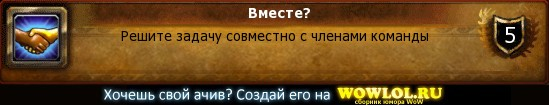 Вместе?
Решите задачу совместно с членами команды
5
Хочешь свой ачив? Создай его на WOWLOL.RU
сборник юмора WoW